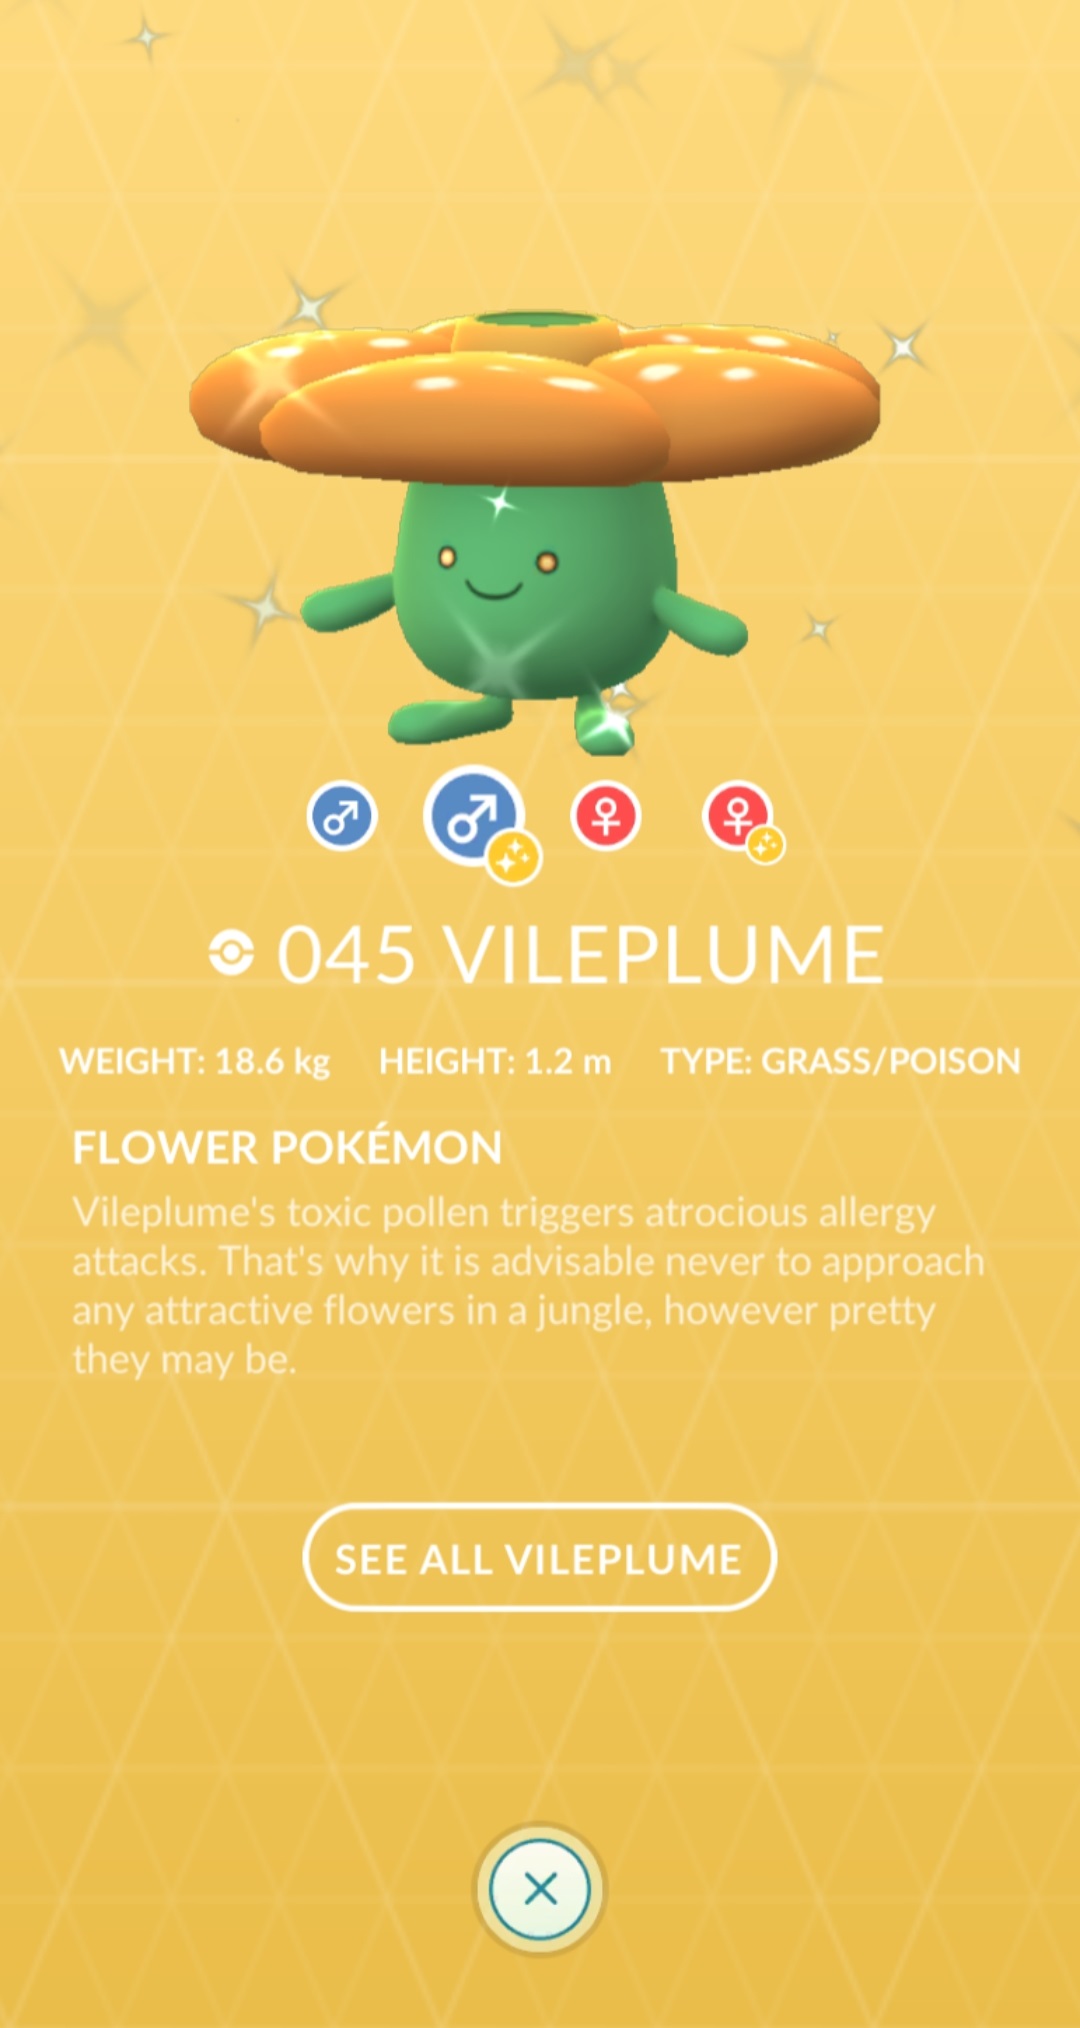 045 VILEPLUME
WEIGHT: 18.6 kg HEIGHT: 1.2 m TYPE: GRASS/POISON
FLOWER POKÉMON
Vileplume's toxic pollen triggers atrocious allergy
attacks. That's why it is advisable never to approach
any attractive flowers in a jungle, however pretty
they may be.
SEE ALL VILEPLUME